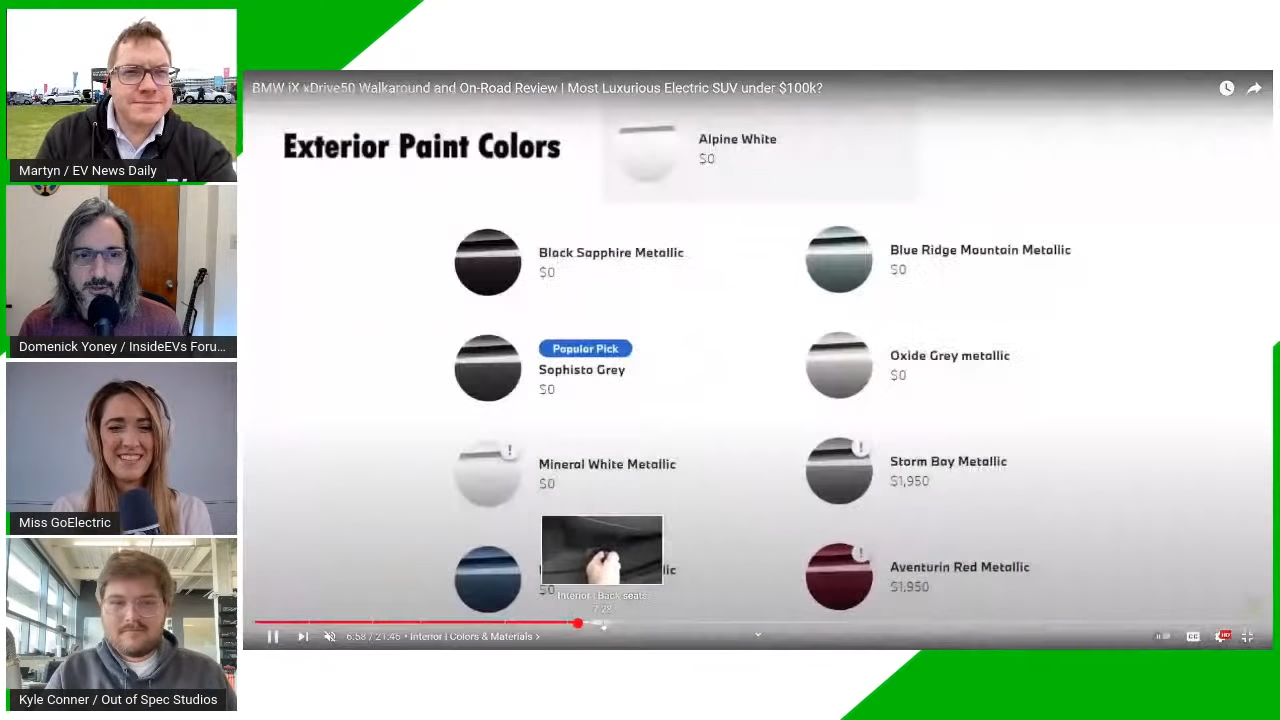 Martyn / EV News Daily
Domenick Yoney / InsideEVs Foru...
Miss GoElectric
Kyle Conner / Out of Spec Studios
BMW iX xDrive50 Walkaround and On-Road Review | Most Luxurious Electric SUV under $100k?
Exterior Paint Colors
Alpine White
$0
Black Sapphire Metallic
$0
Blue Ridge Mountain Metallic
$0
Popular Pick
Sophisto Grey
$0
Oxide Grey metallic
$0
Mineral White Metallic
$0
Storm Bay Metallic
$1,950
$0
Aventurin Red Metallic
$1,950
Interior | Back seats
7:28
6:58 / 21:46 • Interior | Colors & Materials >
CC
HD